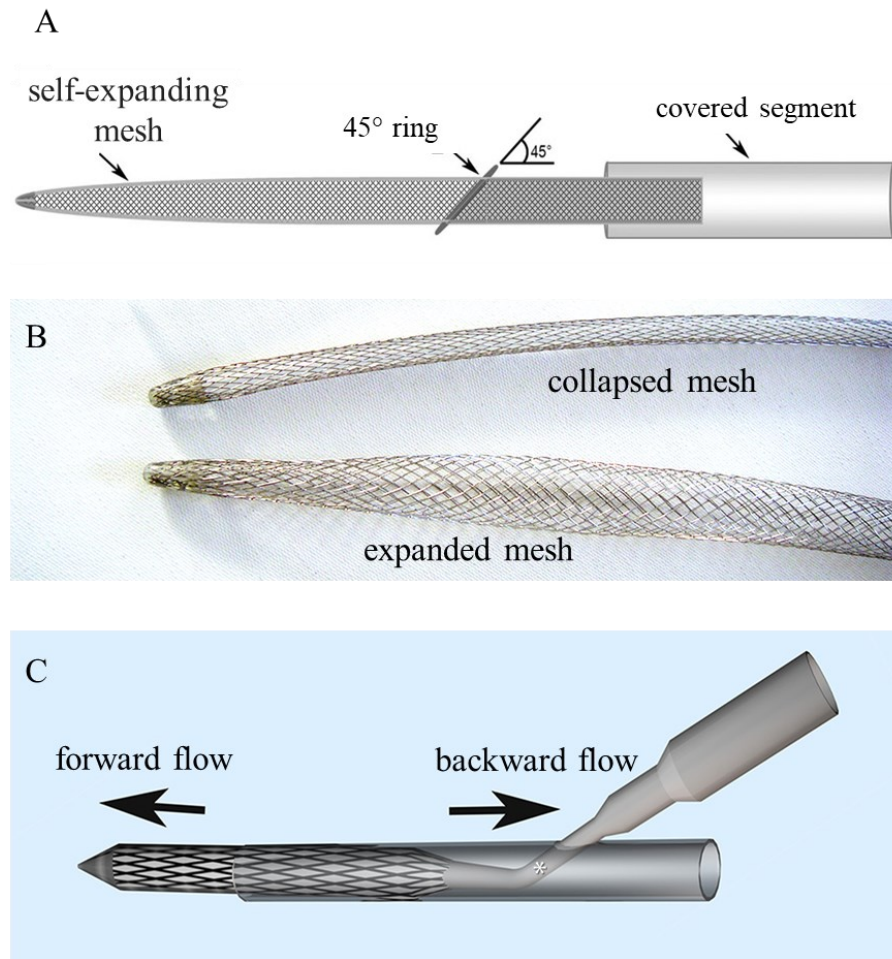 A
self-expanding
mesh
45° ring
45°
covered segment
B
collapsed mesh
expanded mesh
C
forward flow
backward flow
*